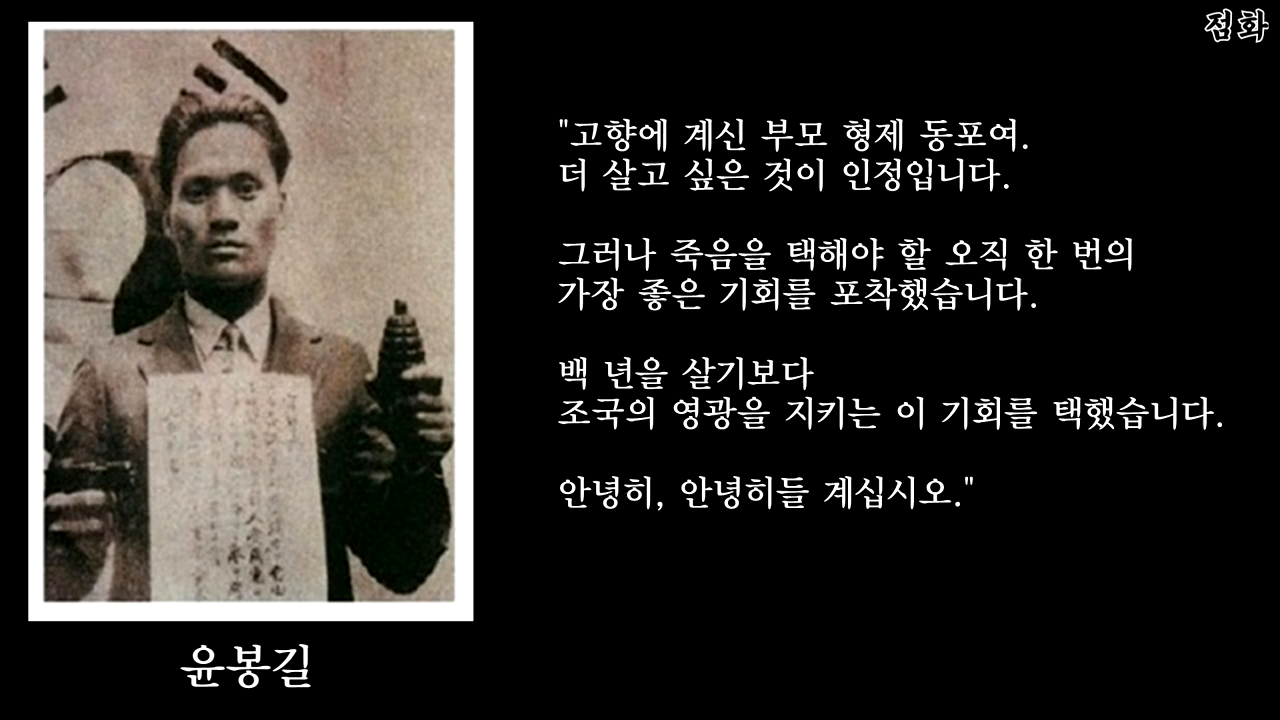 점화
"고향에 계신 부모 형제 동포여.
더 살고 싶은 것이 인정입니다.
그러나 죽음을 택해야 할 오직 한 번의
가장 좋은 기회를 포착했습니다.
백 년을 살기보다
조국의 영광을 지키는 이 기회를 택했습니다.
안녕히, 안녕히들 계십시오."
윤봉길